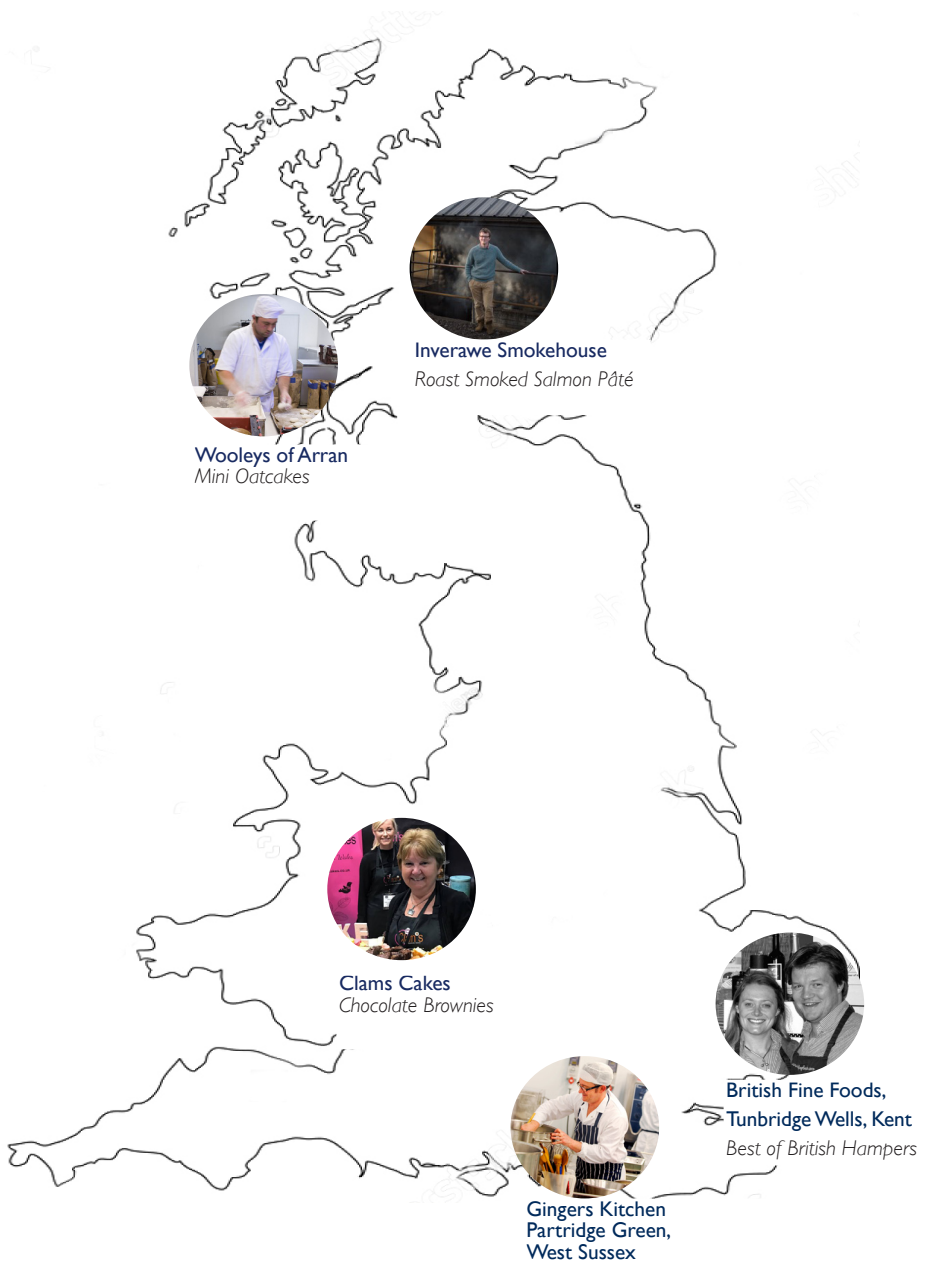 Inverawe Smokehouse
Roast Smoked Salmon Pâté
Wooleys of Arran
Mini Oatcakes
Clams Cakes
Chocolate Brownies
British Fine Foods,
Tunbridge Wells, Kent
Best of British Hampers
Gingers Kitchen
Partridge Green,
West Sussex